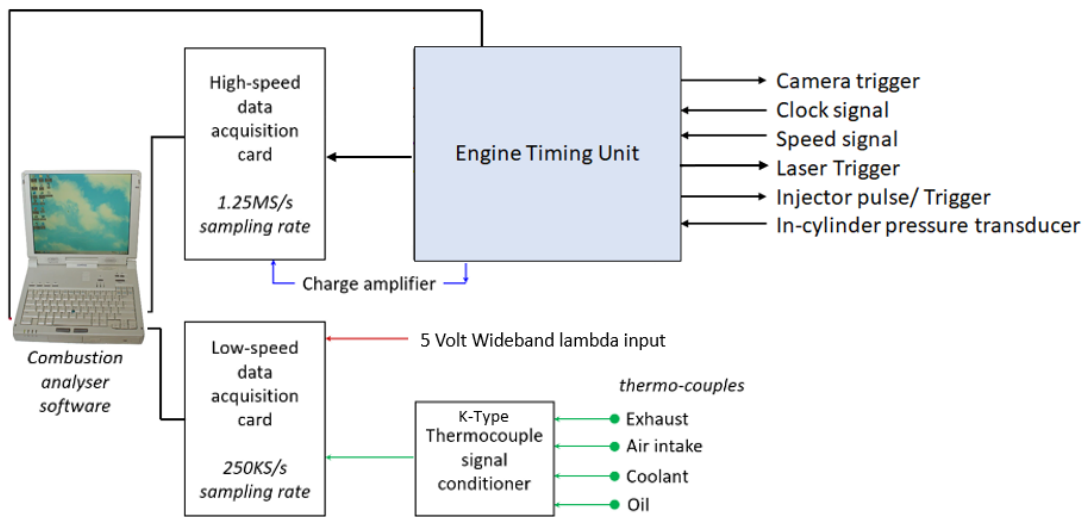 High-speed
data
acquisition
card
1.25MS/s
sampling rate
Engine Timing Unit
Camera trigger
Clock signal
Speed signal
Laser Trigger
Injector pulse/ Trigger
In-cylinder pressure transducer
Charge amplifier
Combustion
analyser
software
Low-speed
data
acquisition
card
250KS/s
sampling rate
5 Volt Wideband lambda input
thermo-couples
K-Type
Thermocouple
signal
conditioner
Exhaust
Air intake
Coolant
Oil